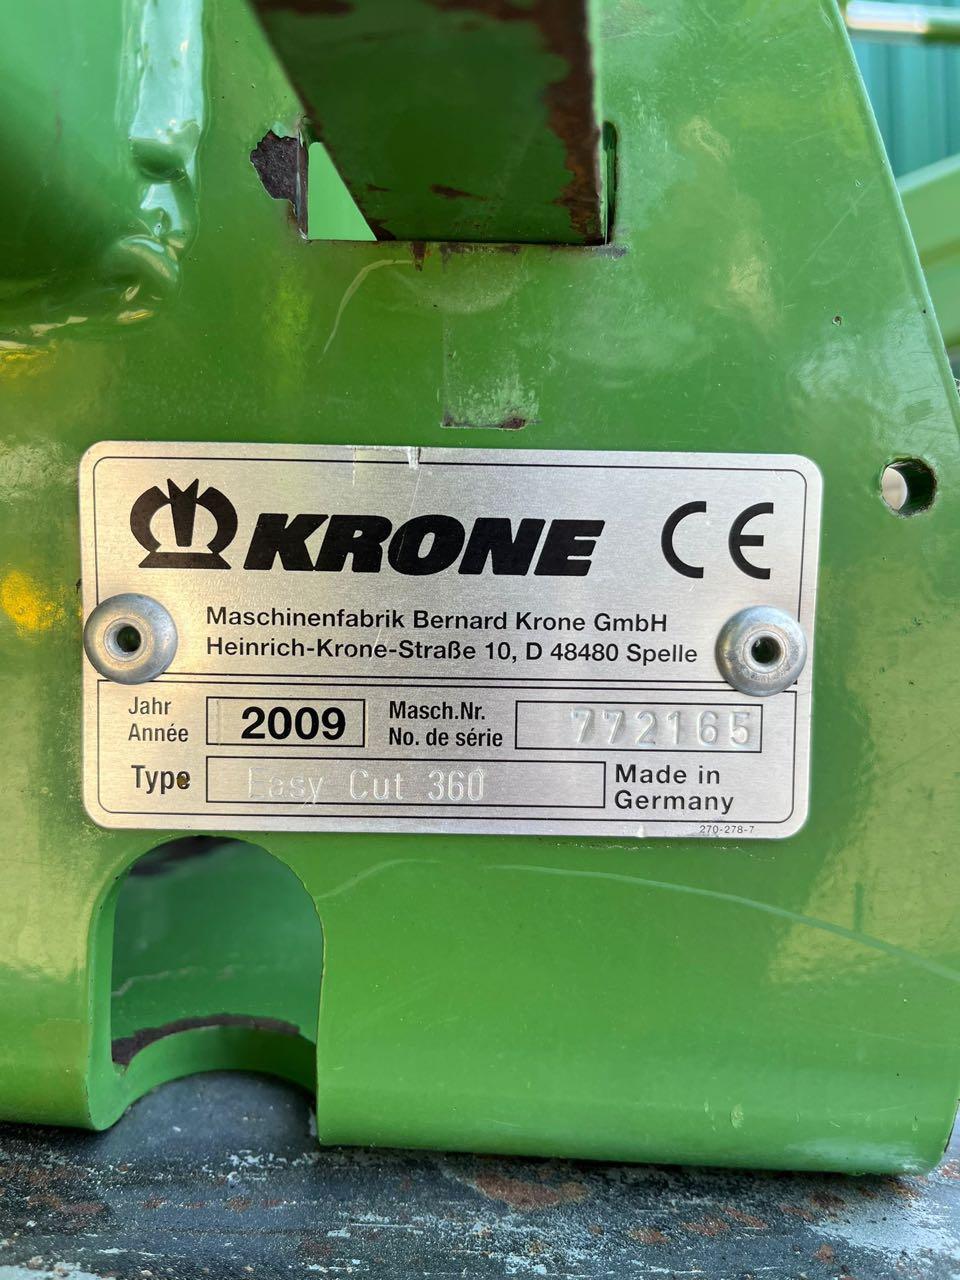 KRONE CE
Maschinenfabrik Bernard Krone GmbH
Heinrich-Krone-Straße 10, D 48480 Spelle
Jahr
Année
2009
Masch.Nr.
No. de série
772165
Type
Easy Cut 360
Made in
Germany
270-278-7